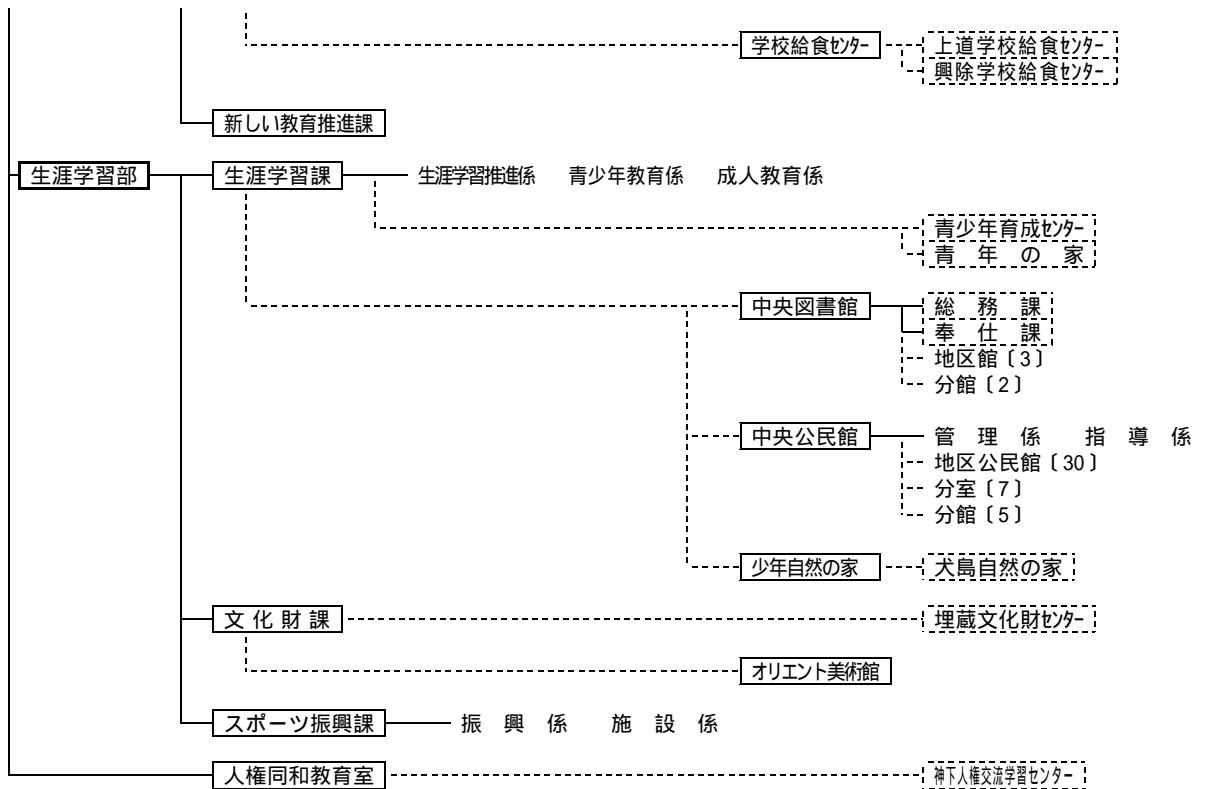 学校給食ｾﾝﾀｰ 上道学校給食ｾﾝﾀｰ
興除学校給食ｾﾝﾀｰ
新しい教育推進課
生涯学習部 生涯学習課 生涯学習推進係 青少年教育係 成人教育係
青少年育成ｾﾝﾀｰ
青 年 の 家
中央図書館 総 務 課
奉 仕 課
地区館〔3〕
分館〔2〕
中央公民館 管 理 係 指 導 係
地区公民館〔30〕
分室〔7〕
分館〔5〕
少年自然の家 犬島自然の家
文 化 財 課 埋蔵文化財ｾﾝﾀｰ
オリエント美術館
スポーツ振興課 振 興 係 施 設 係
人権同和教育室 神下人権交流学習センター